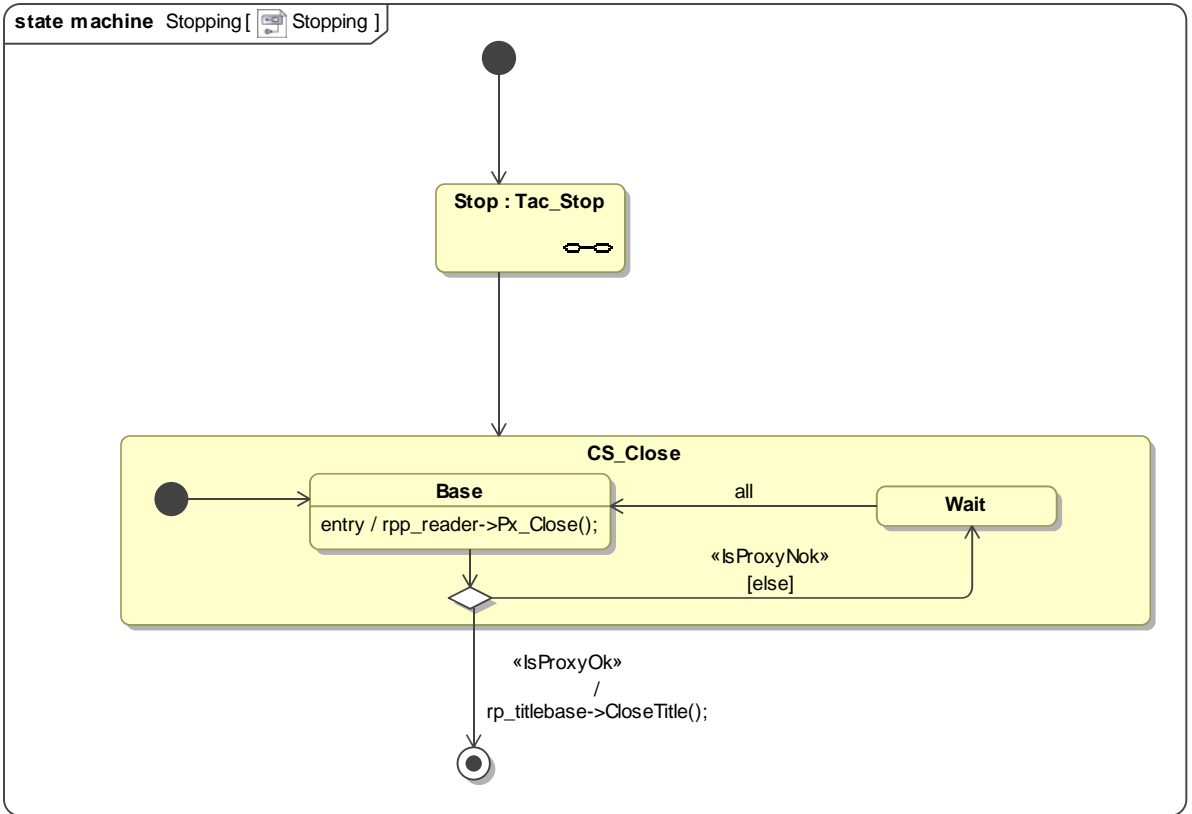 state machine Stopping [ Stopping ]
Stop : Tac_Stop
CS_Close
Base
entry / rpp_reader->Px_Close();
all
Wait
«IsProxyNok»
[else]
«IsProxyOk»
/
rp_titlebase->CloseTitle();